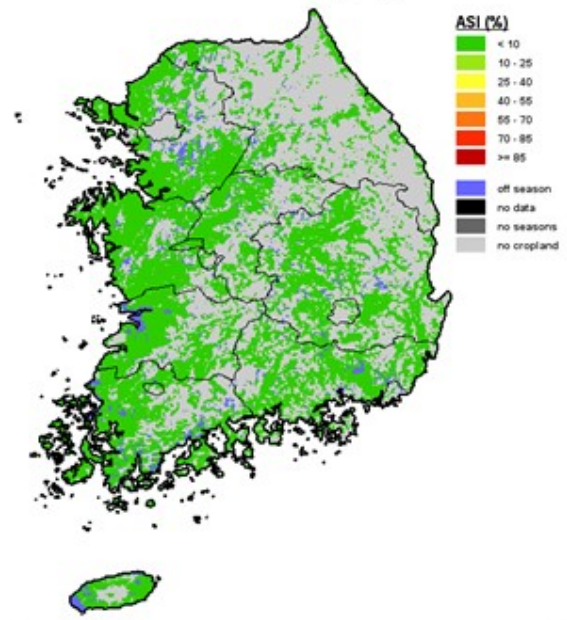 ASI (%)
< 10
10 - 25
25 - 40
40 - 55
55 - 70
70 - 85
>= 85
off season
no data
no seasons
no cropland